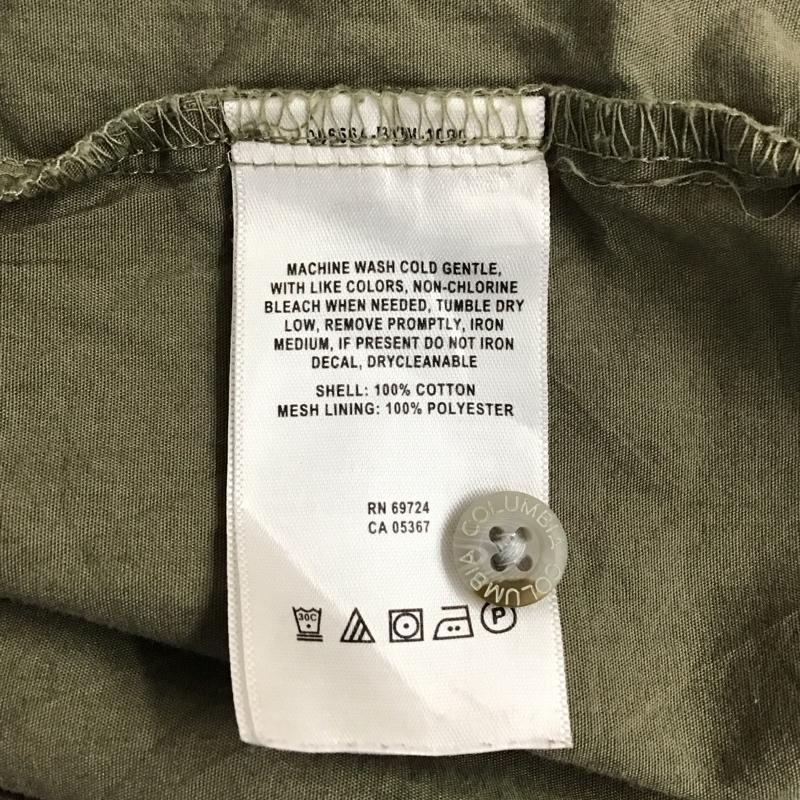 MACHINE WASH COLD GENTLE,
WITH LIKE COLORS, NON-CHLORINE
BLEACH WHEN NEEDED, TUMBLE DRY
LOW, REMOVE PROMPTLY, IRON
MEDIUM, IF PRESENT DO NOT IRON
DECAL, DRYCLEANABLE
SHELL: 100% COTTON
MESH LINING: 100% POLYESTER
RN 69724
CA 05367
COLUMBIA COLUMBIA
30C
P